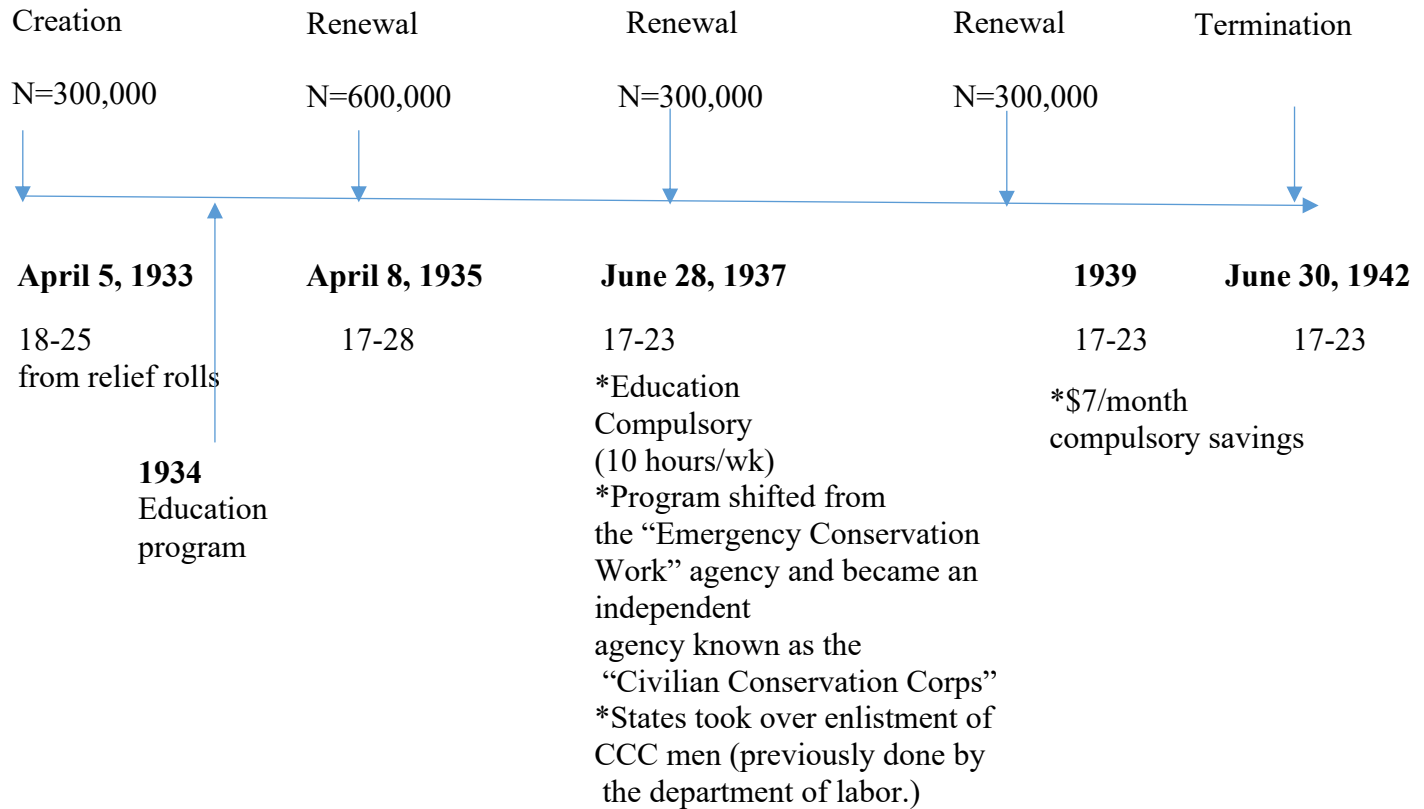 Creation
Renewal
Renewal
Renewal
Termination
N=300,000
N=600,000
N=300,000
N=300,000
April 5, 1933
April 8, 1935
June 28, 1937
1939
June 30, 1942
18-25
from relief rolls
17-28
17-23
17-23
17-23
*Education
Compulsory
(10 hours/wk)
*Program shifted from
the “Emergency Conservation
Work” agency and became an
independent
agency known as the
“Civilian Conservation Corps”
*States took over enlistment of
CCC men (previously done by
the department of labor.)
*$7/month
compulsory savings
1934
Education
program